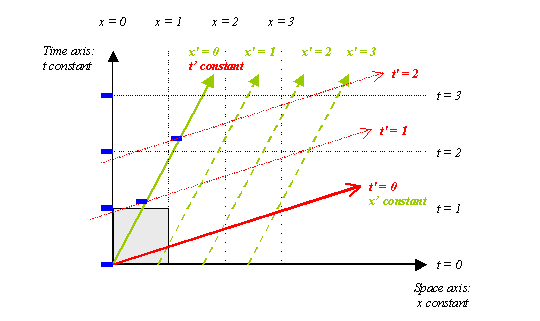 x = 0 x = 1 x = 2 x = 3
Time axis:
t constant
x' = 0 x' = 1 x' = 2 x' = 3
t' constant
t' = 2
t = 3
t' = 1
t = 2
t' = 0
x' constant
t = 1
t = 0
Space axis:
x constant